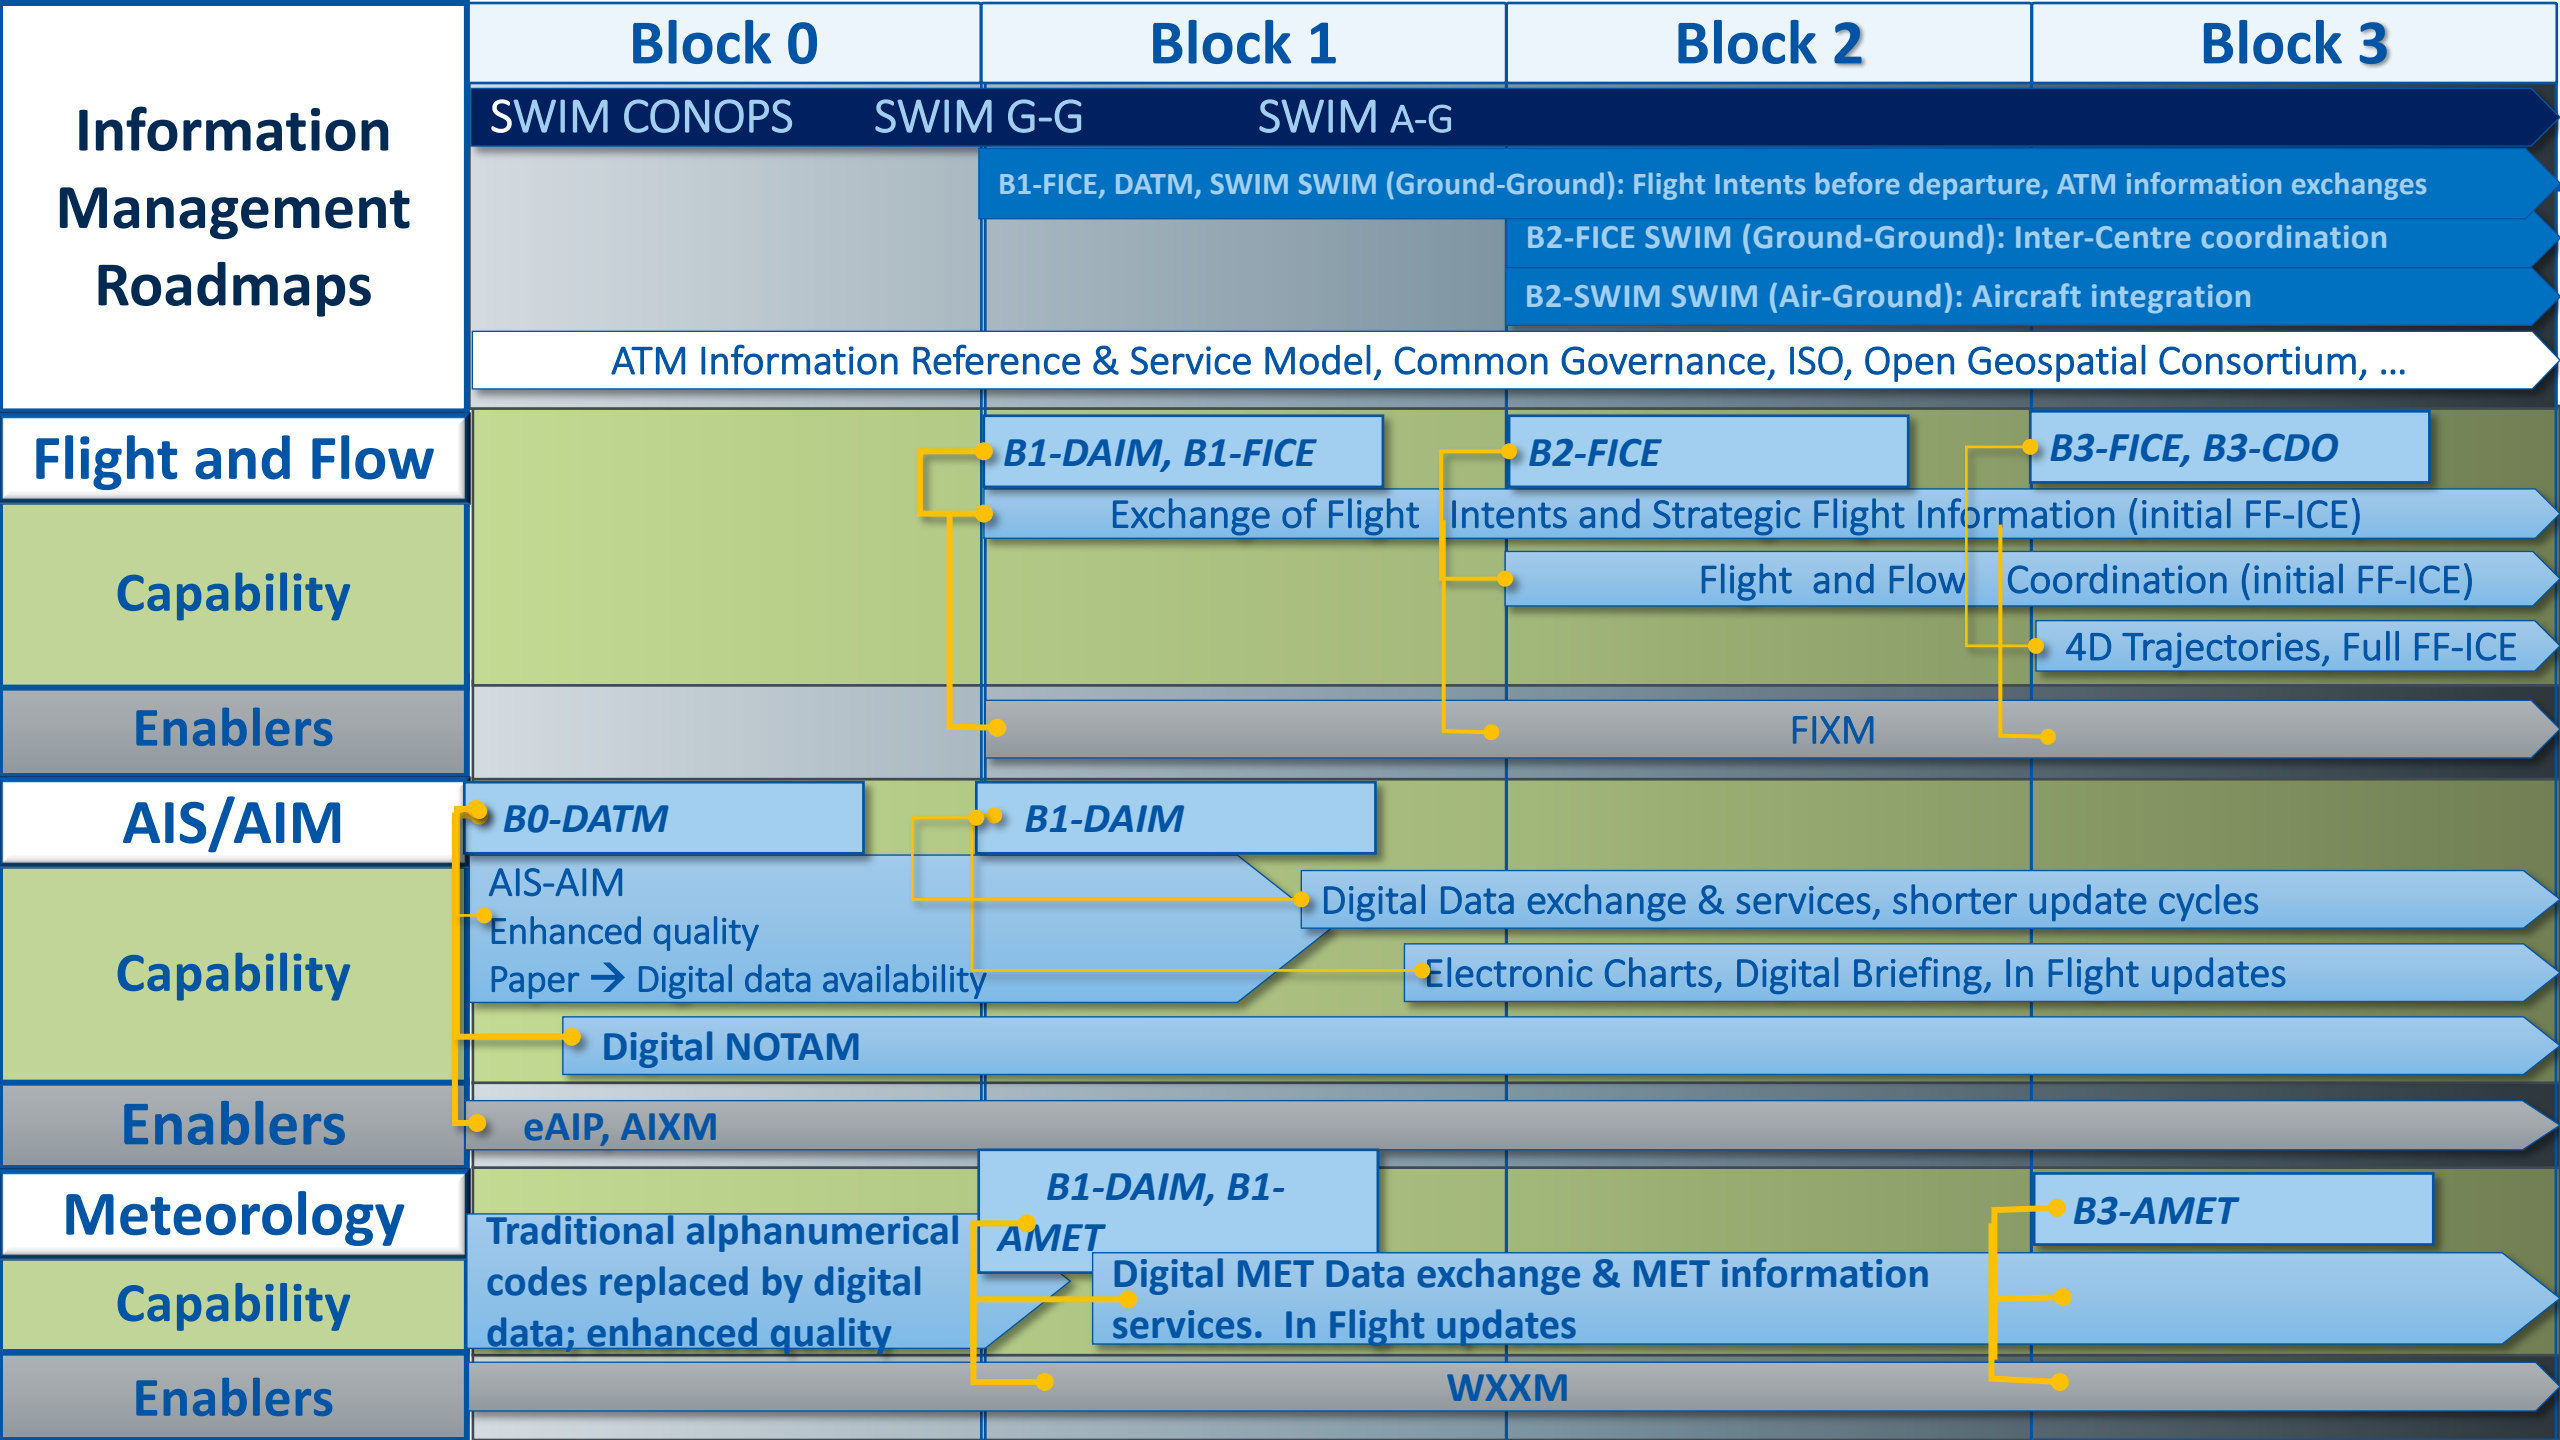 Information
Management
Roadmaps
Block 0
Block 1
Block 2
Block 3
SWIM CONOPS
SWIM G-G
SWIM A-G
B1-FICE, DATM, SWIM SWIM (Ground-Ground): Flight Intents before departure, ATM information exchanges
B2-FICE SWIM (Ground-Ground): Inter-Centre coordination
B2-SWIM SWIM (Air-Ground): Aircraft integration
ATM Information Reference & Service Model, Common Governance, ISO, Open Geospatial Consortium, ...
Flight and Flow
B1-DAIM, B1-FICE
B2-FICE
B3-FICE, B3-CDO
Capability
Exchange of Flight Intents and Strategic Flight Information (initial FF-ICE)
Flight and Flow Coordination (initial FF-ICE)
4D Trajectories, Full FF-ICE
Enablers
FIXM
AIS/AIM
B0-DATM
B1-DAIM
Capability
AIS-AIM
Enhanced quality
Paper → Digital data availability
Digital Data exchange & services, shorter update cycles
Electronic Charts, Digital Briefing, In Flight updates
Digital NOTAM
Enablers
eAIP, AIXM
Meteorology
B1-DAIM, B1-
AMET
B3-AMET
Capability
Traditional alphanumerical
codes replaced by digital
data; enhanced quality
Digital MET Data exchange & MET information
services. In Flight updates
Enablers
WXXM